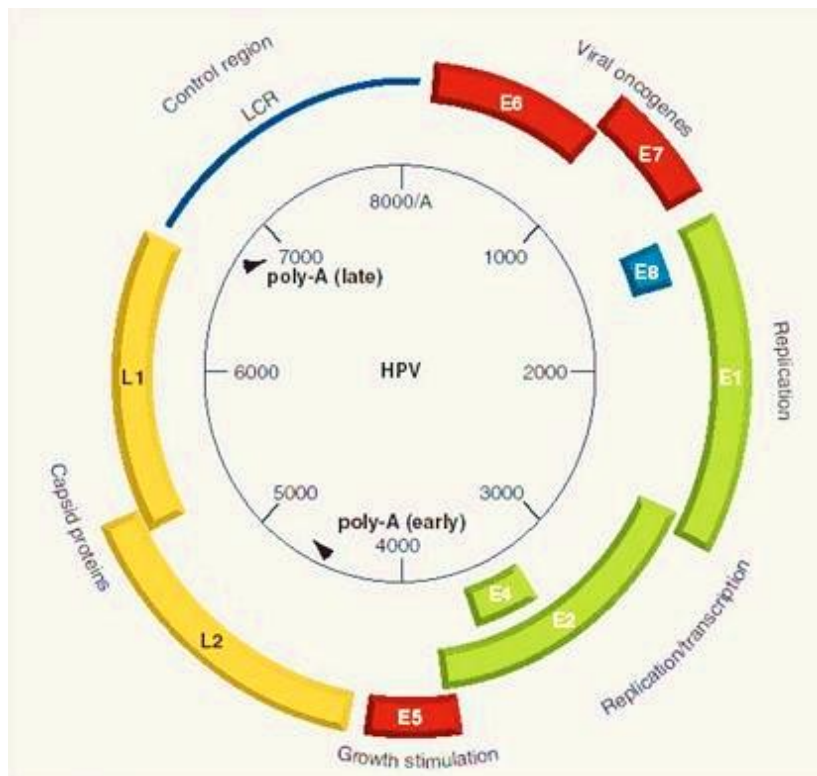 Control region
LCR
E6
Viral oncogenes
E7
8000/A
7000
1000
poly-A (late)
E8
L1
6000
HPV
2000
E1
Replication
5000
poly-A (early)
3000
4000
Capsid proteins
E4
E2
L2
Replication/transcription
E5
Growth stimulation